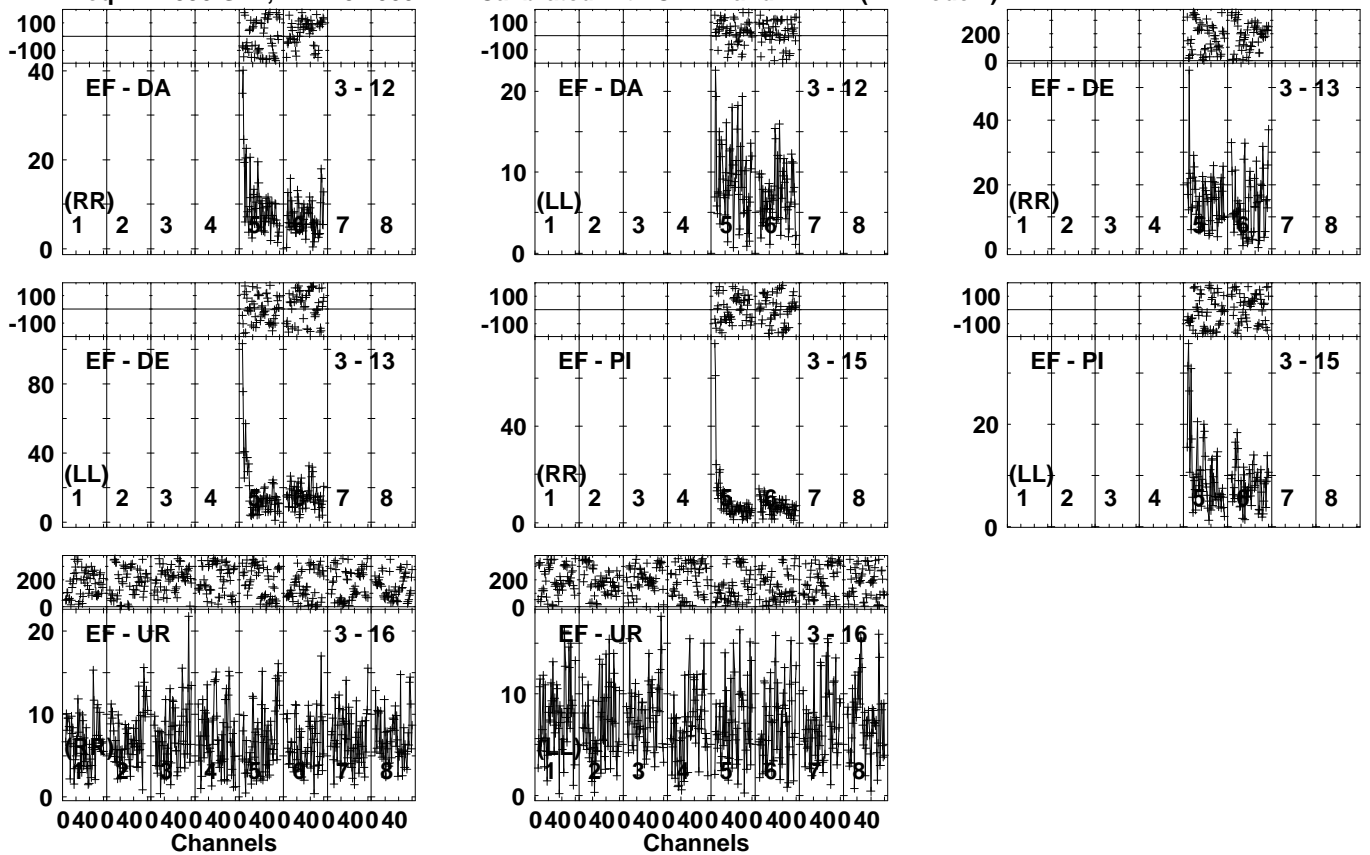 100 100 200
-100 -100 0
40
EF - DA 3 - 12
20
(RR)
1 2 3 4 5 6 7 8
0
20
EF - DA 3 - 12
10
(LL)
1 2 3 4 5 6 7 8
0
EF - DE 3 - 13
40
20
(RR)
1 2 3 4 5 6 7 8
0
100 100 100
-100 -100 -100
EF - DE 3 - 13
80
40
(LL)
1 2 3 4 5 6 7 8
0
EF - PI 3 - 15
40
(RR)
1 2 3 4 5 6 7 8
0
EF - PI 3 - 15
20
(LL)
1 2 3 4 5 6 7 8
0
200 200
0 0
20
EF - UR 3 - 16
10
(RR)
1 2 3 4 5 6 7 8
0
EF - UR 3 - 16
10
(LL)
1 2 3 4 5 6 7 8
0
0 40 0 40 0 40 0 40 0 40 0 40 0 40 0 40
Channels
0 40 0 40 0 40 0 40 0 40 0 40 0 40 0 40
Channels